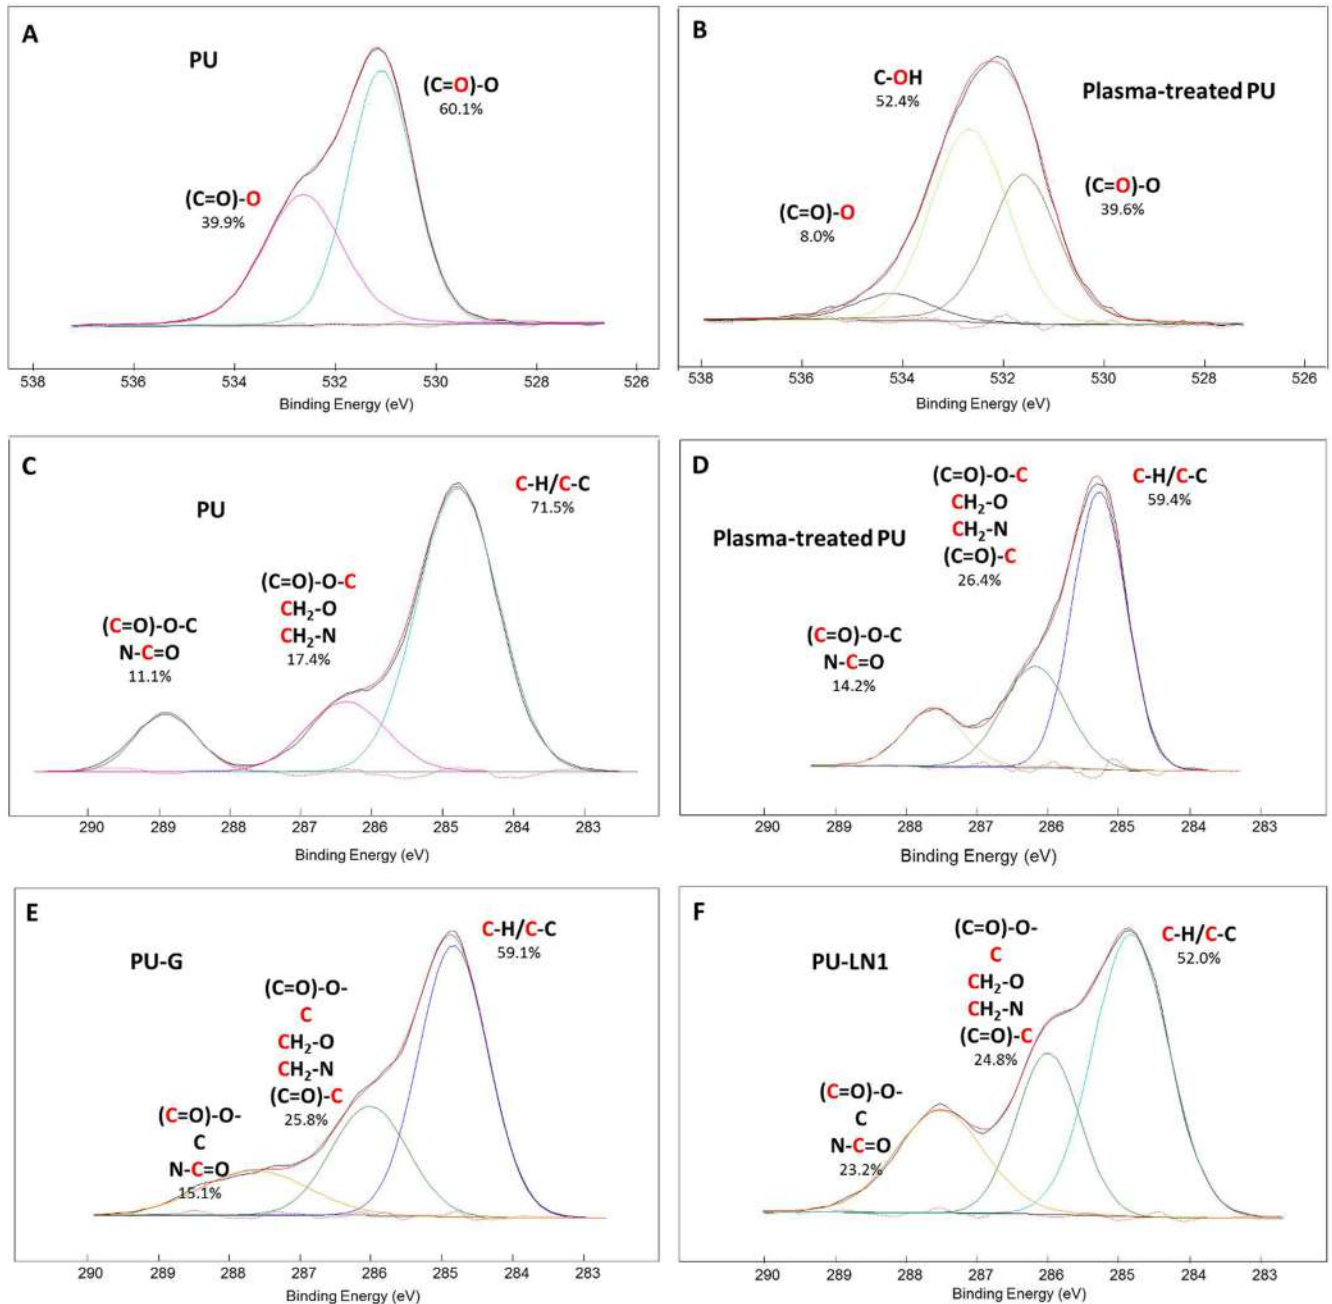 A
PU
(C=O)-O
60.1%
(C=O)-O
39.9%
538 536 534 532 530 528 526
Binding Energy (eV)
B
C-OH
52.4%
Plasma-treated PU
(C=O)-O
39.6%
(C=O)-O
8.0%
538 536 534 532 530 528 526
Binding Energy (eV)
C
PU
C-H/C-C
71.5%
(C=O)-O-C
CH₂-O
CH₂-N
17.4%
(C=O)-O-C
N-C=O
11.1%
290 289 288 287 286 285 284 283
Binding Energy (eV)
D
Plasma-treated PU
(C=O)-O-C
CH₂-O
CH₂-N
(C=O)-C
26.4%
C-H/C-C
59.4%
(C=O)-O-C
N-C=O
14.2%
290 289 288 287 286 285 284 283
Binding Energy (eV)
E
PU-G
C-H/C-C
59.1%
(C=O)-O-
C
CH₂-O
CH₂-N
(C=O)-C
25.8%
(C=O)-O-
C
N-C=O
15.1%
290 289 288 287 286 285 284 283
Binding Energy (eV)
F
PU-LN1
(C=O)-O-
C
CH₂-O
CH₂-N
(C=O)-C
24.8%
C-H/C-C
52.0%
(C=O)-O-
C
N-C=O
23.2%
290 289 288 287 286 285 284 283
Binding Energy (eV)